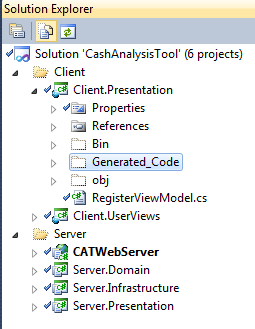 Solution Explorer
Solution 'CashAnalysisTool' (6 projects)
Client
Client.Presentation
Properties
References
Bin
Generated_Code
obj
RegisterViewModel.cs
Client.UserViews
Server
CATWebServer
Server.Domain
Server.Infrastructure
Server.Presentation